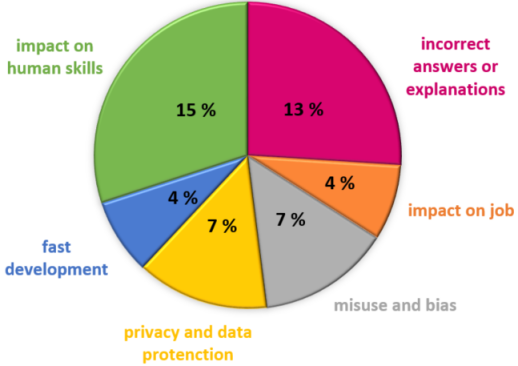 impact on
human skills
15 %
incorrect
answers or
explanations
13 %
4 %
impact on job
7 %
misuse and bias
7 %
privacy and data
protenction
4 %
fast
development